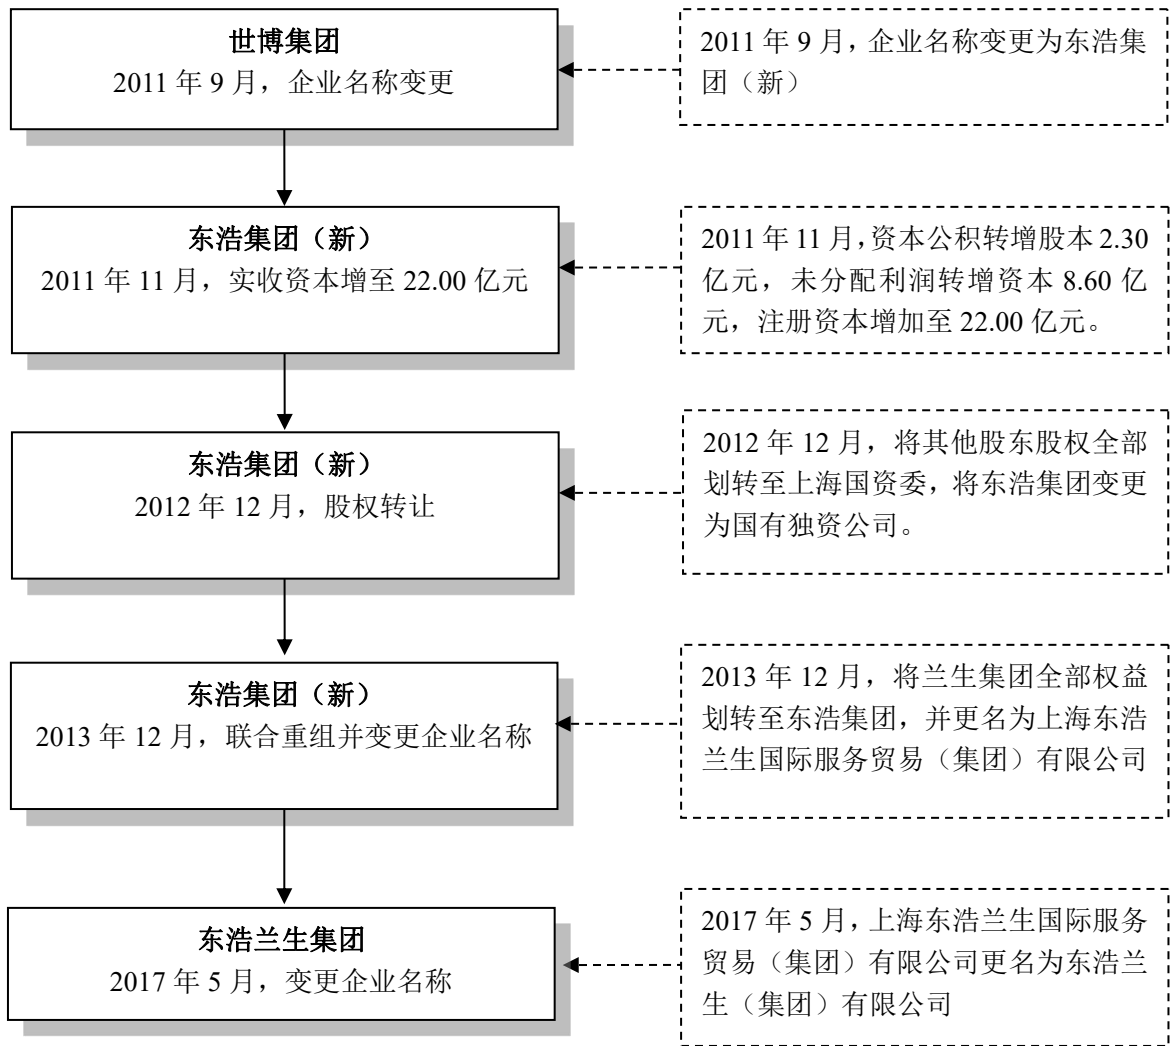 世博集团
2011 年 9 月，企业名称变更
2011 年 9 月，企业名称变更为东浩集
团（新）
东浩集团（新）
2011 年 11 月，实收资本增至 22.00 亿元
2011 年 11 月，资本公积转增股本 2.30
亿元，未分配利润转增资本 8.60 亿
元，注册资本增加至 22.00 亿元。
东浩集团（新）
2012 年 12 月，股权转让
2012 年 12 月，将其他股东股权全部
划转至上海国资委，将东浩集团变更
为国有独资公司。
东浩集团（新）
2013 年 12 月，联合重组并变更企业名称
2013 年 12 月，将兰生集团全部权益
划转至东浩集团，并更名为上海东浩
兰生国际服务贸易（集团）有限公司
东浩兰生集团
2017 年 5 月，变更企业名称
2017 年 5 月，上海东浩兰生国际服务
贸易（集团）有限公司更名为东浩兰
生（集团）有限公司